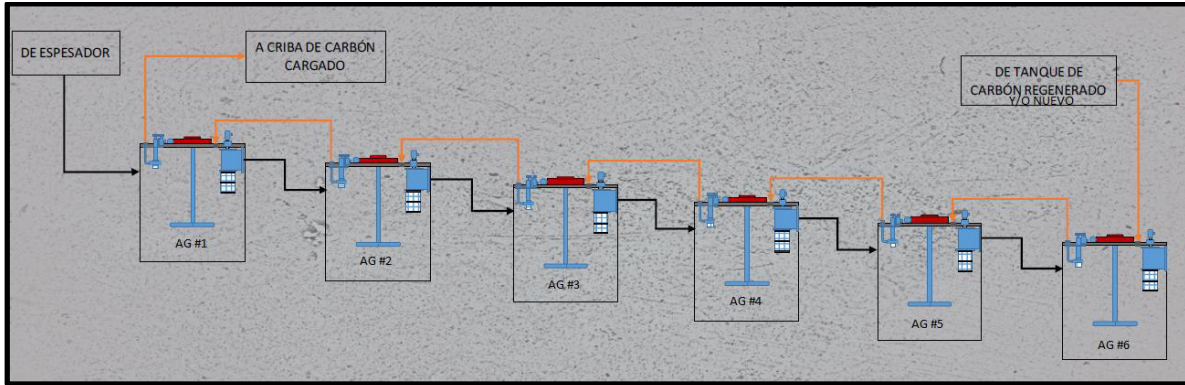 DE ESPESADOR
A CRIBA DE CARBÓN
CARGADO
DE TANQUE DE
CARBÓN REGENERADO
Y/O NUEVO
AG #1
AG #2
AG #3
AG #4
AG #5
AG #6